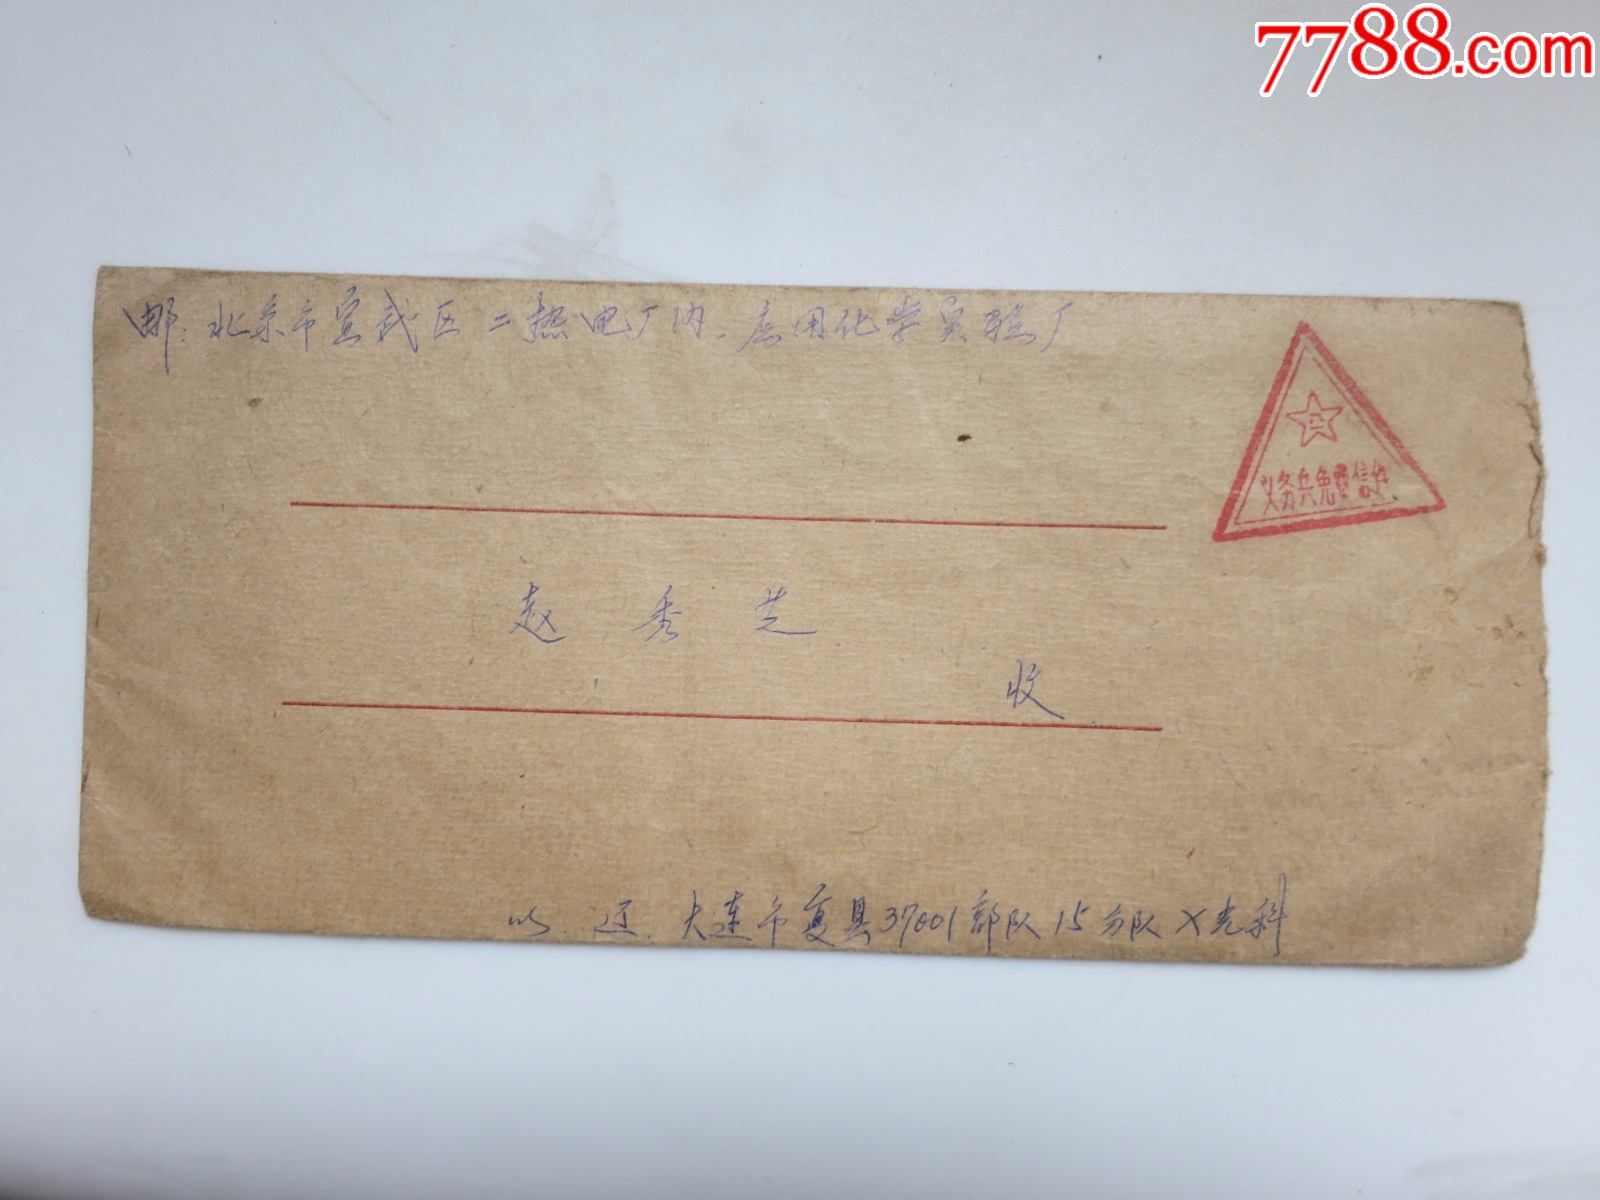 7788.com
邮:北京市宣武区二热电厂内.应用化学实验厂
八一
义务兵免费信件
赵秀芝
收
大连市复县37001部队15分队X光科